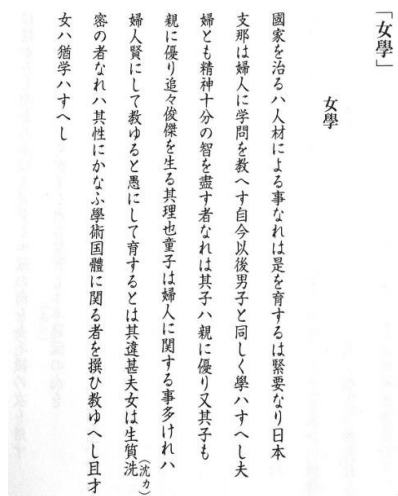 「女學」
女學
國家を治るハ人材による事なれは是を育するは緊要なり日本
支那は婦人に学問を教へす自今以後男子と同しく學ハすへし夫
婦とも精神十分の智を盡す者なれは其子ハ親に優り又其子も
親に優り追々俊傑を生る其理也童子は婦人に関する事多けれハ
婦人賢にして教ゆると愚にして育するとは其違甚夫女は生質洗
(沈カ)
密の者なれハ其性にかなふ學術国體に関る者を撰ひ教ゆへし且才
女ハ猶学ハすへし